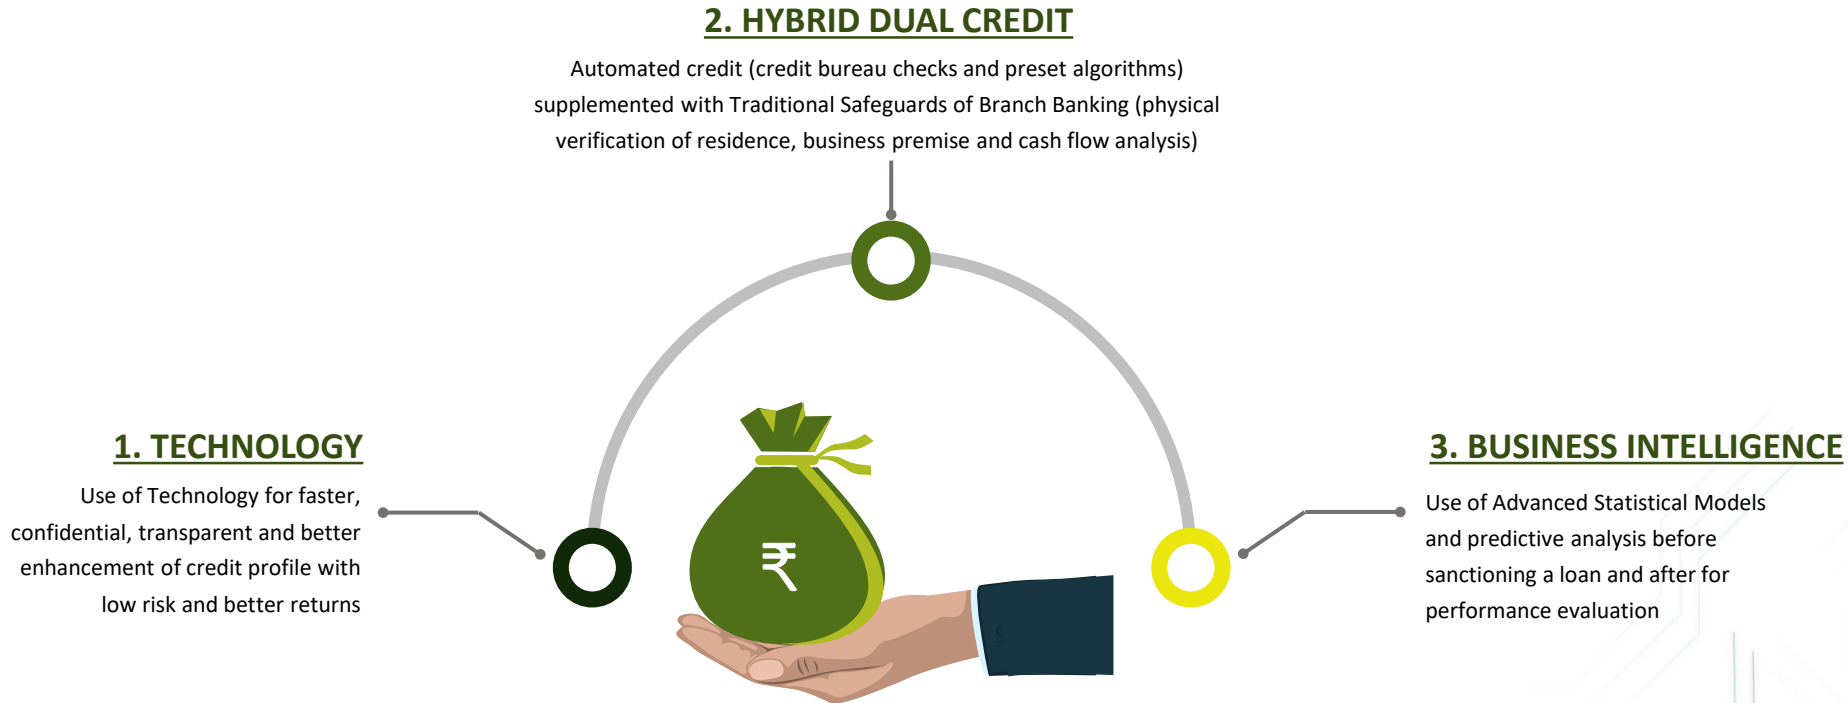 2. HYBRID DUAL CREDIT
Automated credit (credit bureau checks and preset algorithms)
supplemented with Traditional Safeguards of Branch Banking (physical
verification of residence, business premise and cash flow analysis)
1. TECHNOLOGY
Use of Technology for faster,
confidential, transparent and better
enhancement of credit profile with
low risk and better returns
₹
3. BUSINESS INTELLIGENCE
Use of Advanced Statistical Models
and predictive analysis before
sanctioning a loan and after for
performance evaluation